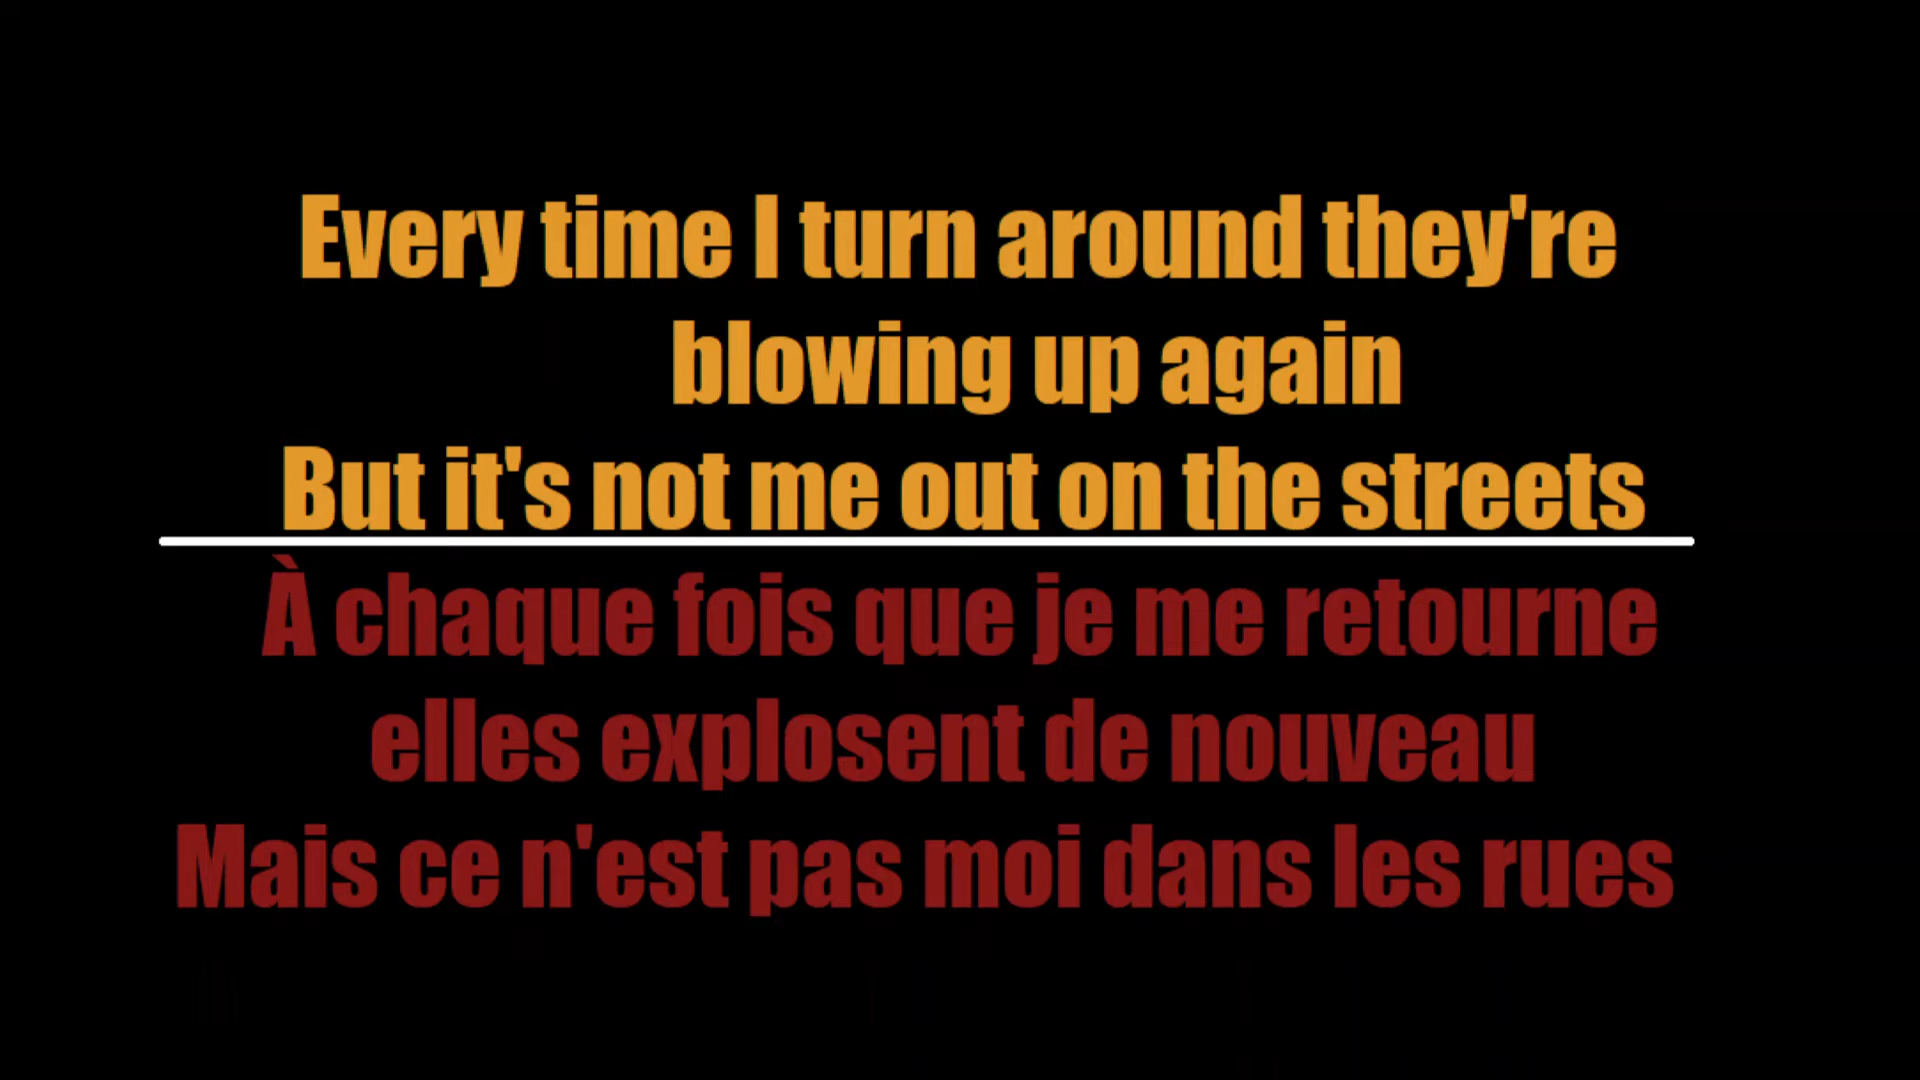 Every time I turn around they're
blowing up again
But it's not me out on the streets
À chaque fois que je me retourne
elles explosent de nouveau
Mais ce n'est pas moi dans les rues